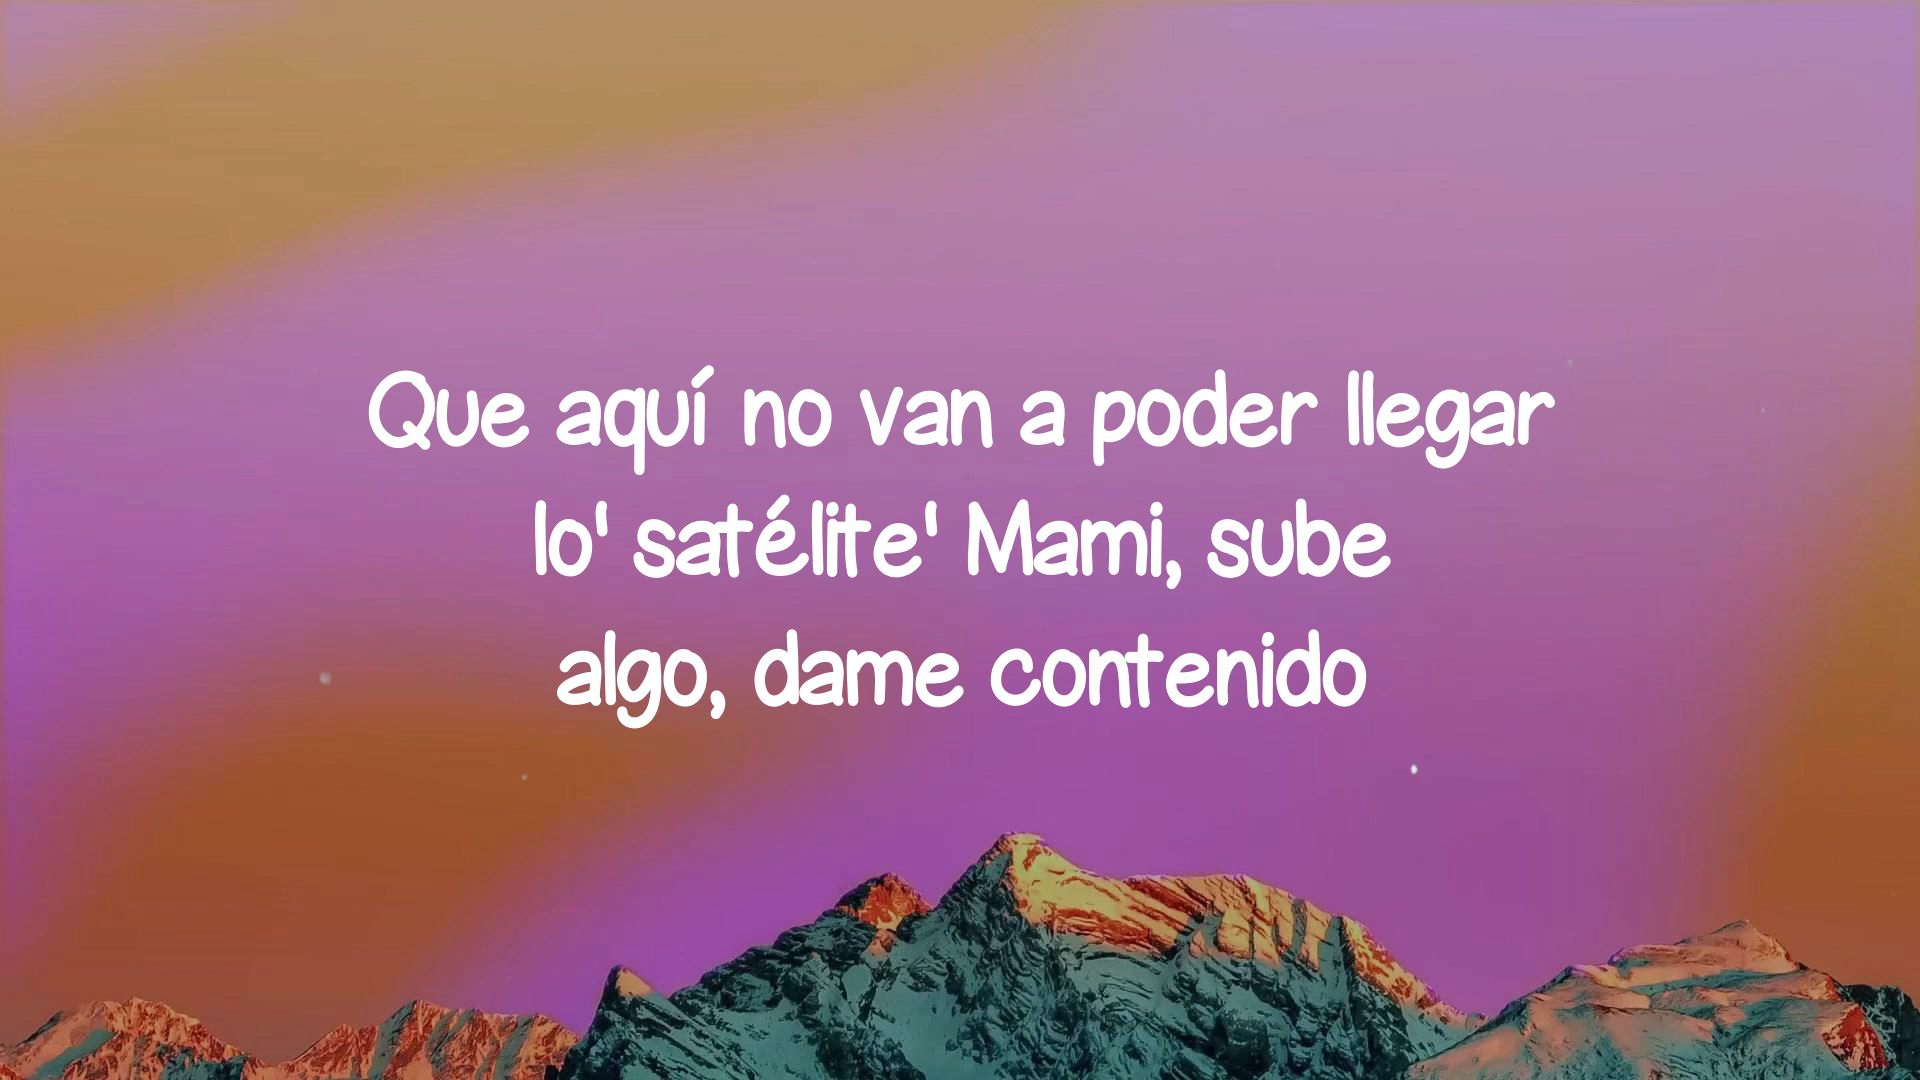 Que aquí no van a poder llegar
lo' satélite' Mami, sube
algo, dame contenido